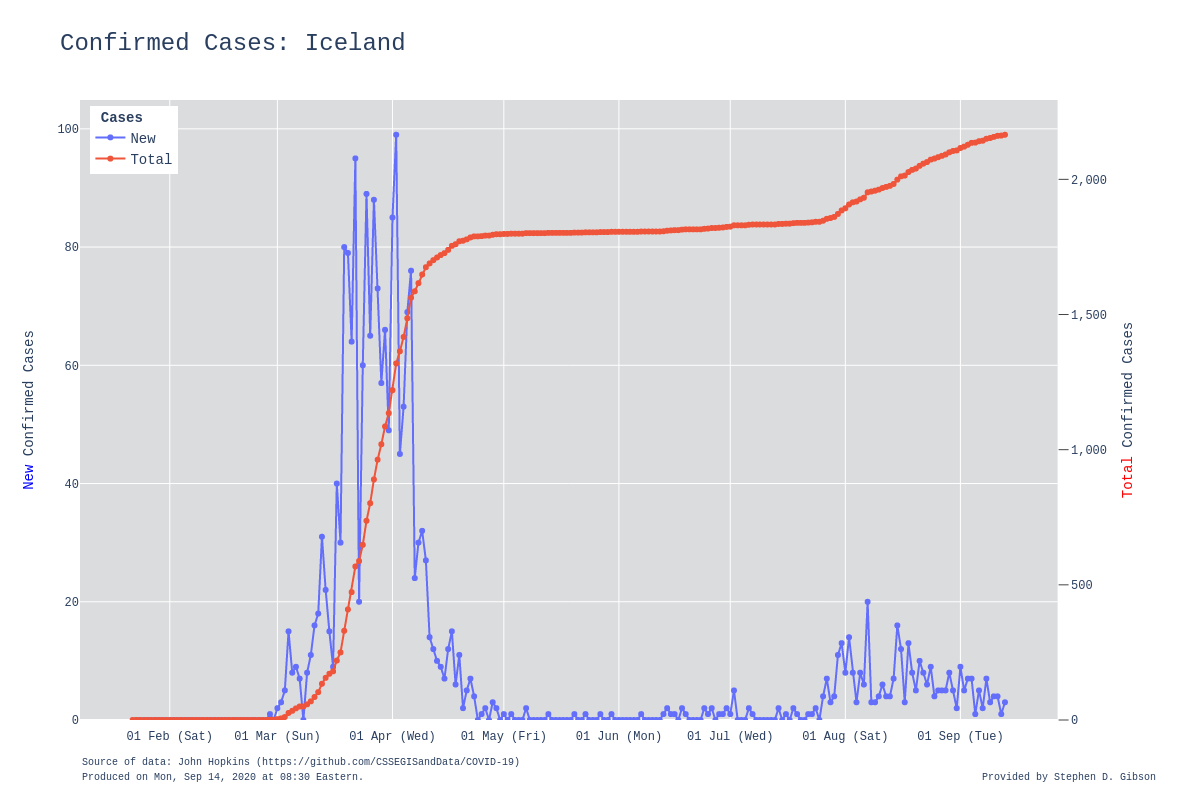 Confirmed Cases: Iceland
Cases
New
Total
100
80
60
40
20
0
New Confirmed Cases
2,000
1,500
1,000
500
0
Total Confirmed Cases
01 Feb (Sat)
01 Mar (Sun)
01 Apr (Wed)
01 May (Fri)
01 Jun (Mon)
01 Jul (Wed)
01 Aug (Sat)
01 Sep (Tue)
Source of data: John Hopkins (https://github.com/CSSEGISandData/COVID-19)
Produced on Mon, Sep 14, 2020 at 08:30 Eastern.
Provided by Stephen D. Gibson